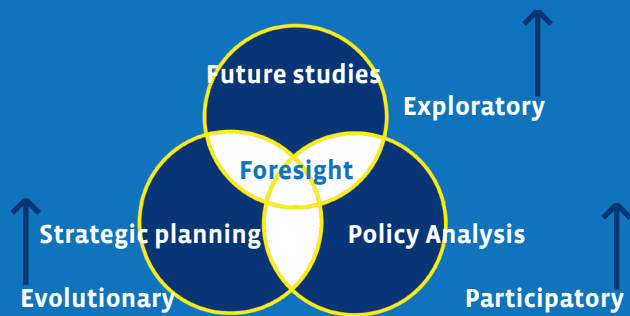 Future studies
Exploratory
Foresight
Strategic planning
Policy Analysis
Evolutionary
Participatory